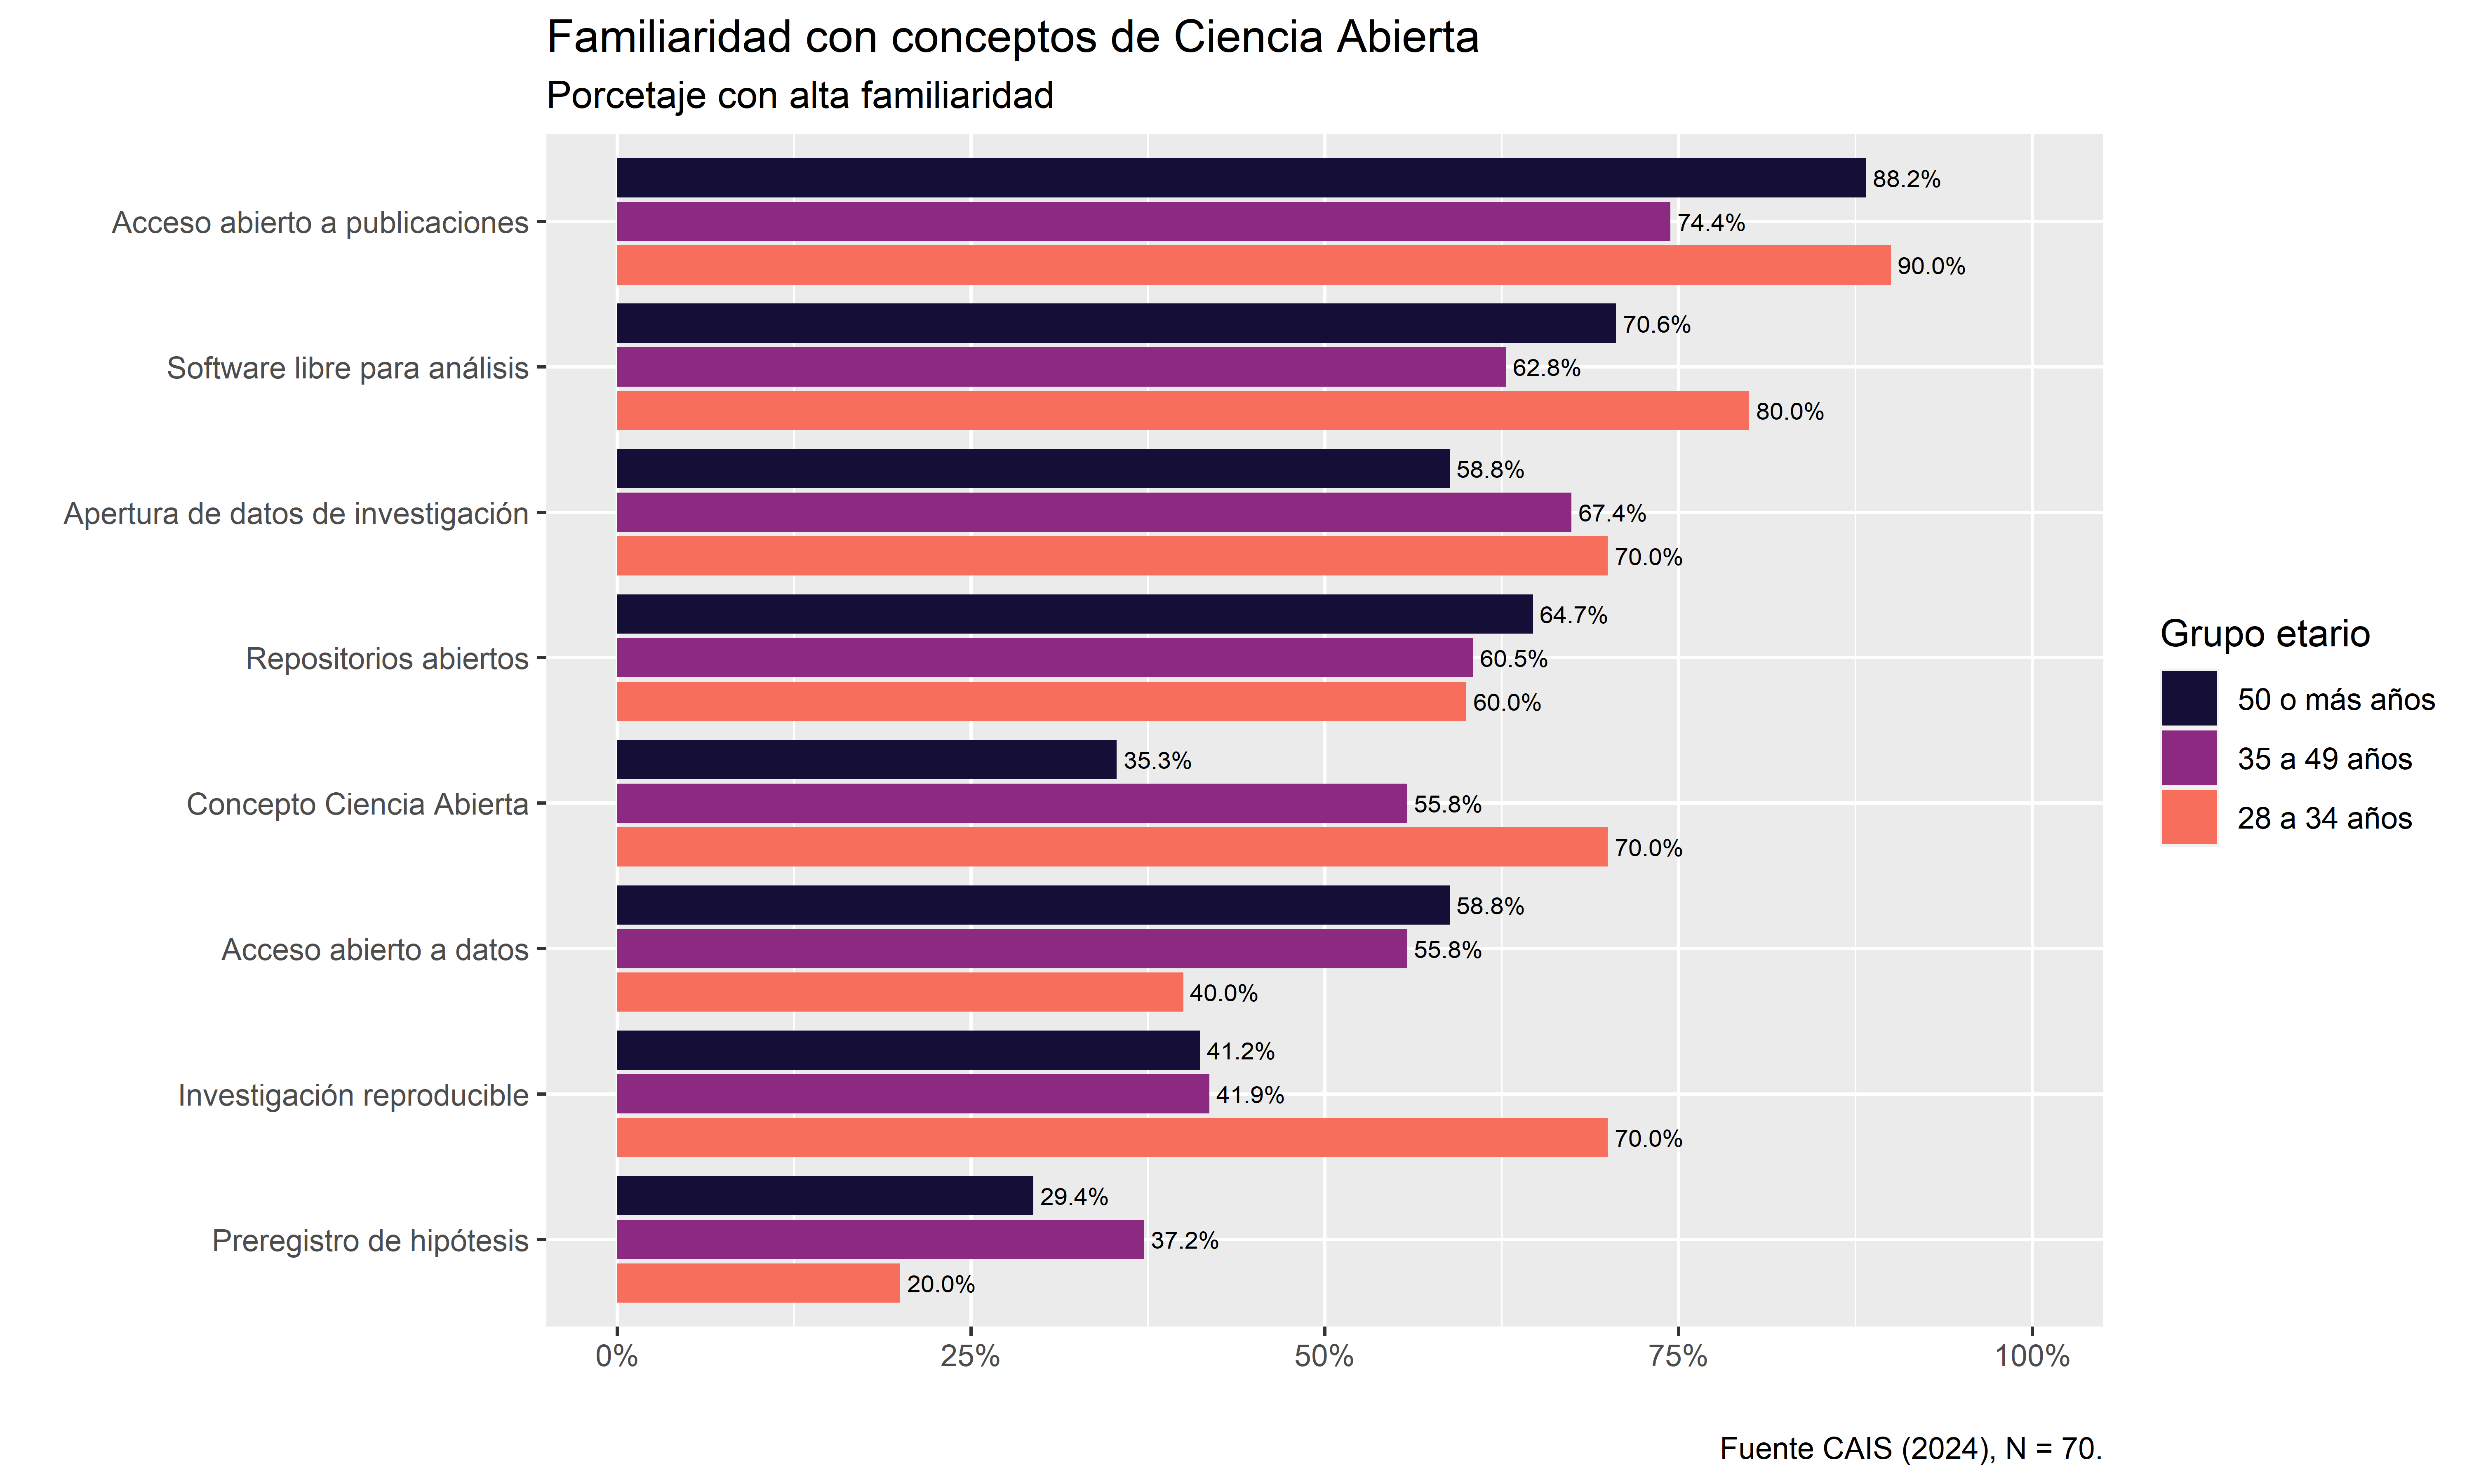 Familiaridad con conceptos de Ciencia Abierta
Porcetaje con alta familiaridad
Acceso abierto a publicaciones
88.2%
74.4%
90.0%
Software libre para análisis
70.6%
62.8%
80.0%
Apertura de datos de investigación
58.8%
67.4%
70.0%
Repositorios abiertos
64.7%
60.5%
60.0%
Concepto Ciencia Abierta
35.3%
55.8%
70.0%
Acceso abierto a datos
58.8%
55.8%
40.0%
Investigación reproducible
41.2%
41.9%
70.0%
Preregistro de hipótesis
29.4%
37.2%
20.0%
0% 25% 50% 75% 100%
Grupo etario
50 o más años
35 a 49 años
28 a 34 años
Fuente CAIS (2024), N = 70.